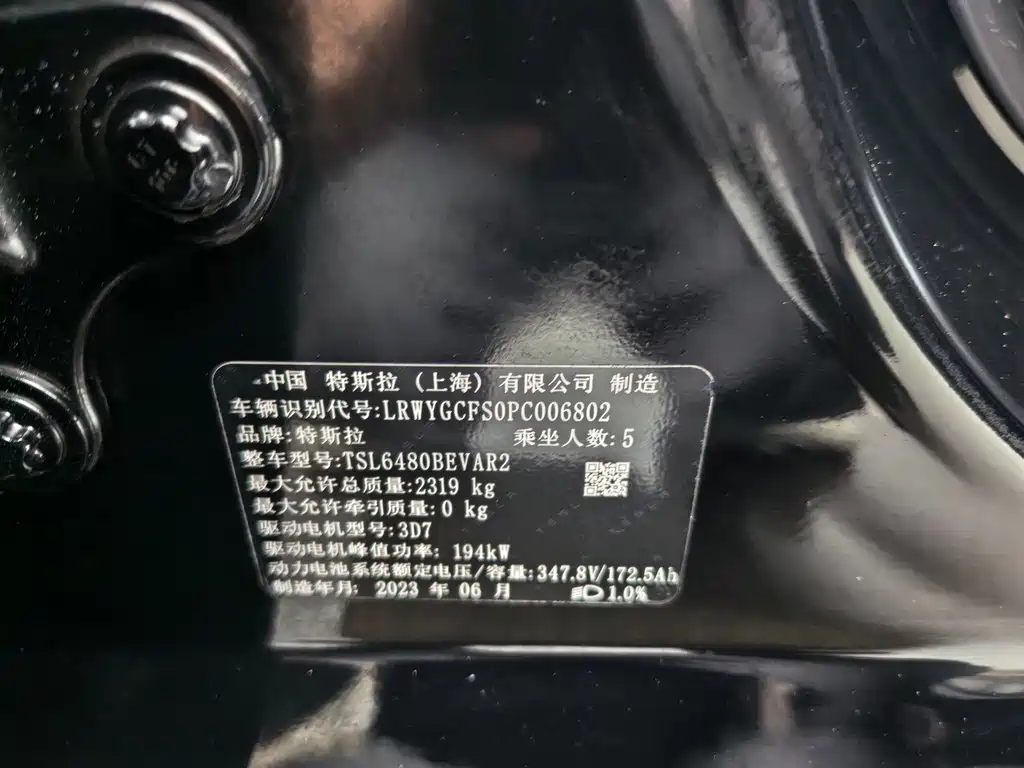 中国 特斯拉 (上海) 有限公司 制造
车辆识别代号:LRWYGCFS0PC006802
品牌:特斯拉 乘坐人数:5
整车型号:TSL6480BEVAR2
最大允许总质量:2319 kg
最大允许牵引质量:0 kg
驱动电机型号:3D7
驱动电机峰值功率: 194kW
动力电池系统额定电压/容量:347.8V/172.5Ah
制造年月: 2023 年 06 月 1.0%